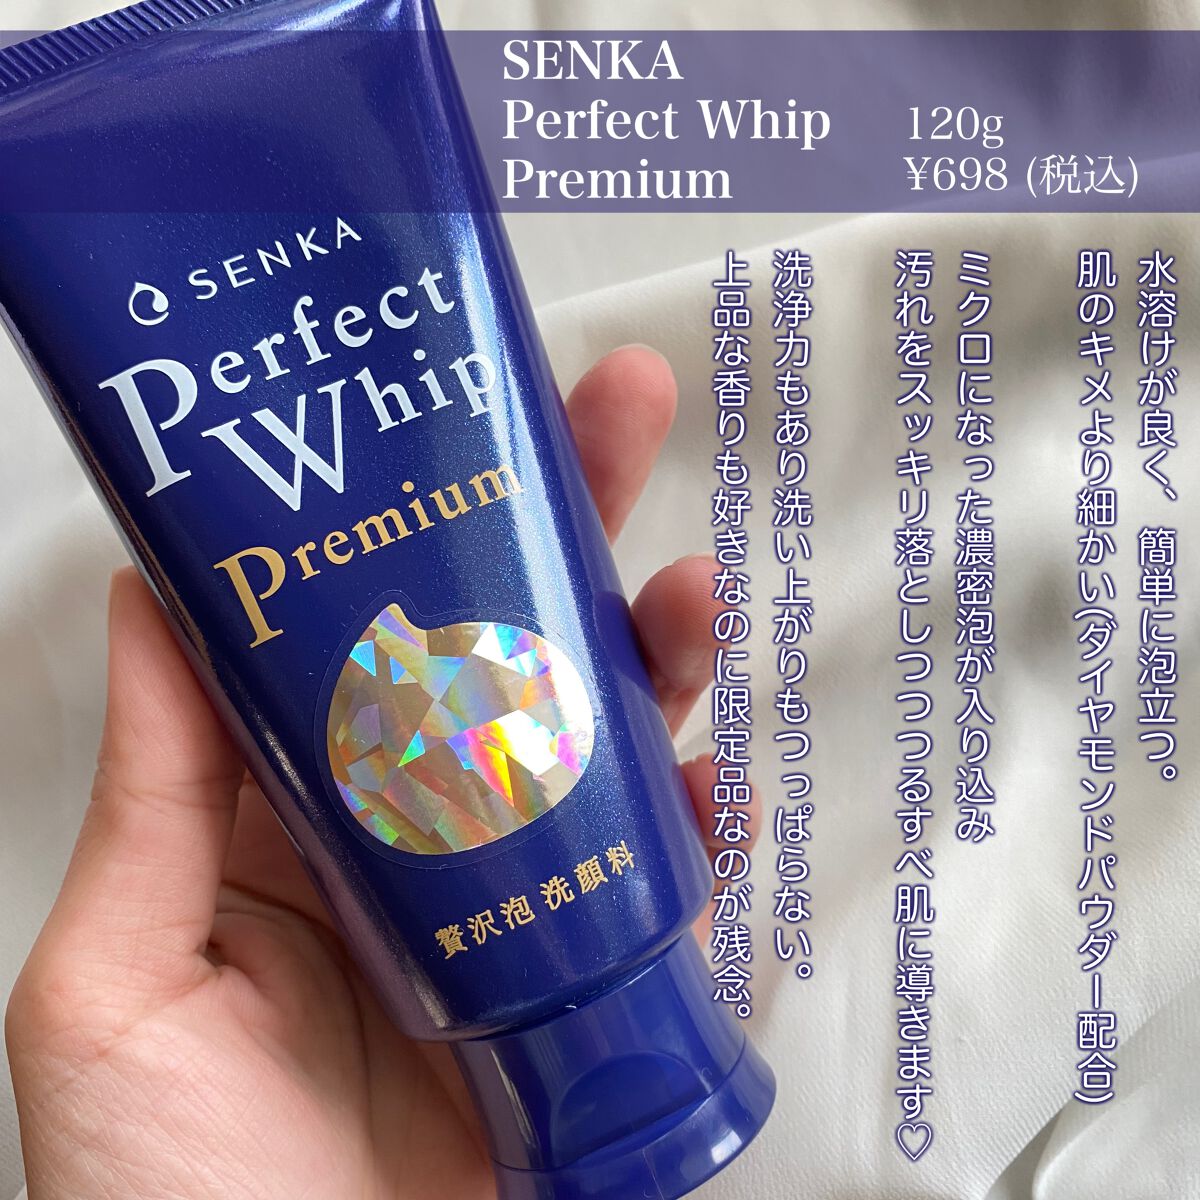 SENKA
Perfect Whip
Premium
120g
¥698 (税込)
SENKA
Perfect
Whip
Premium
贅沢泡 洗顔料
水溶けが良く、簡単に泡立つ。
肌のキメより細かい(ダイヤモンドパウダー配合)
ミクロになった濃密泡が入り込み
汚れをスッキリ落としつつつるすべ肌に導きます♡
洗浄力もあり洗い上がりもつっぱらない。
上品な香りも好きなのに限定品なのが残念。